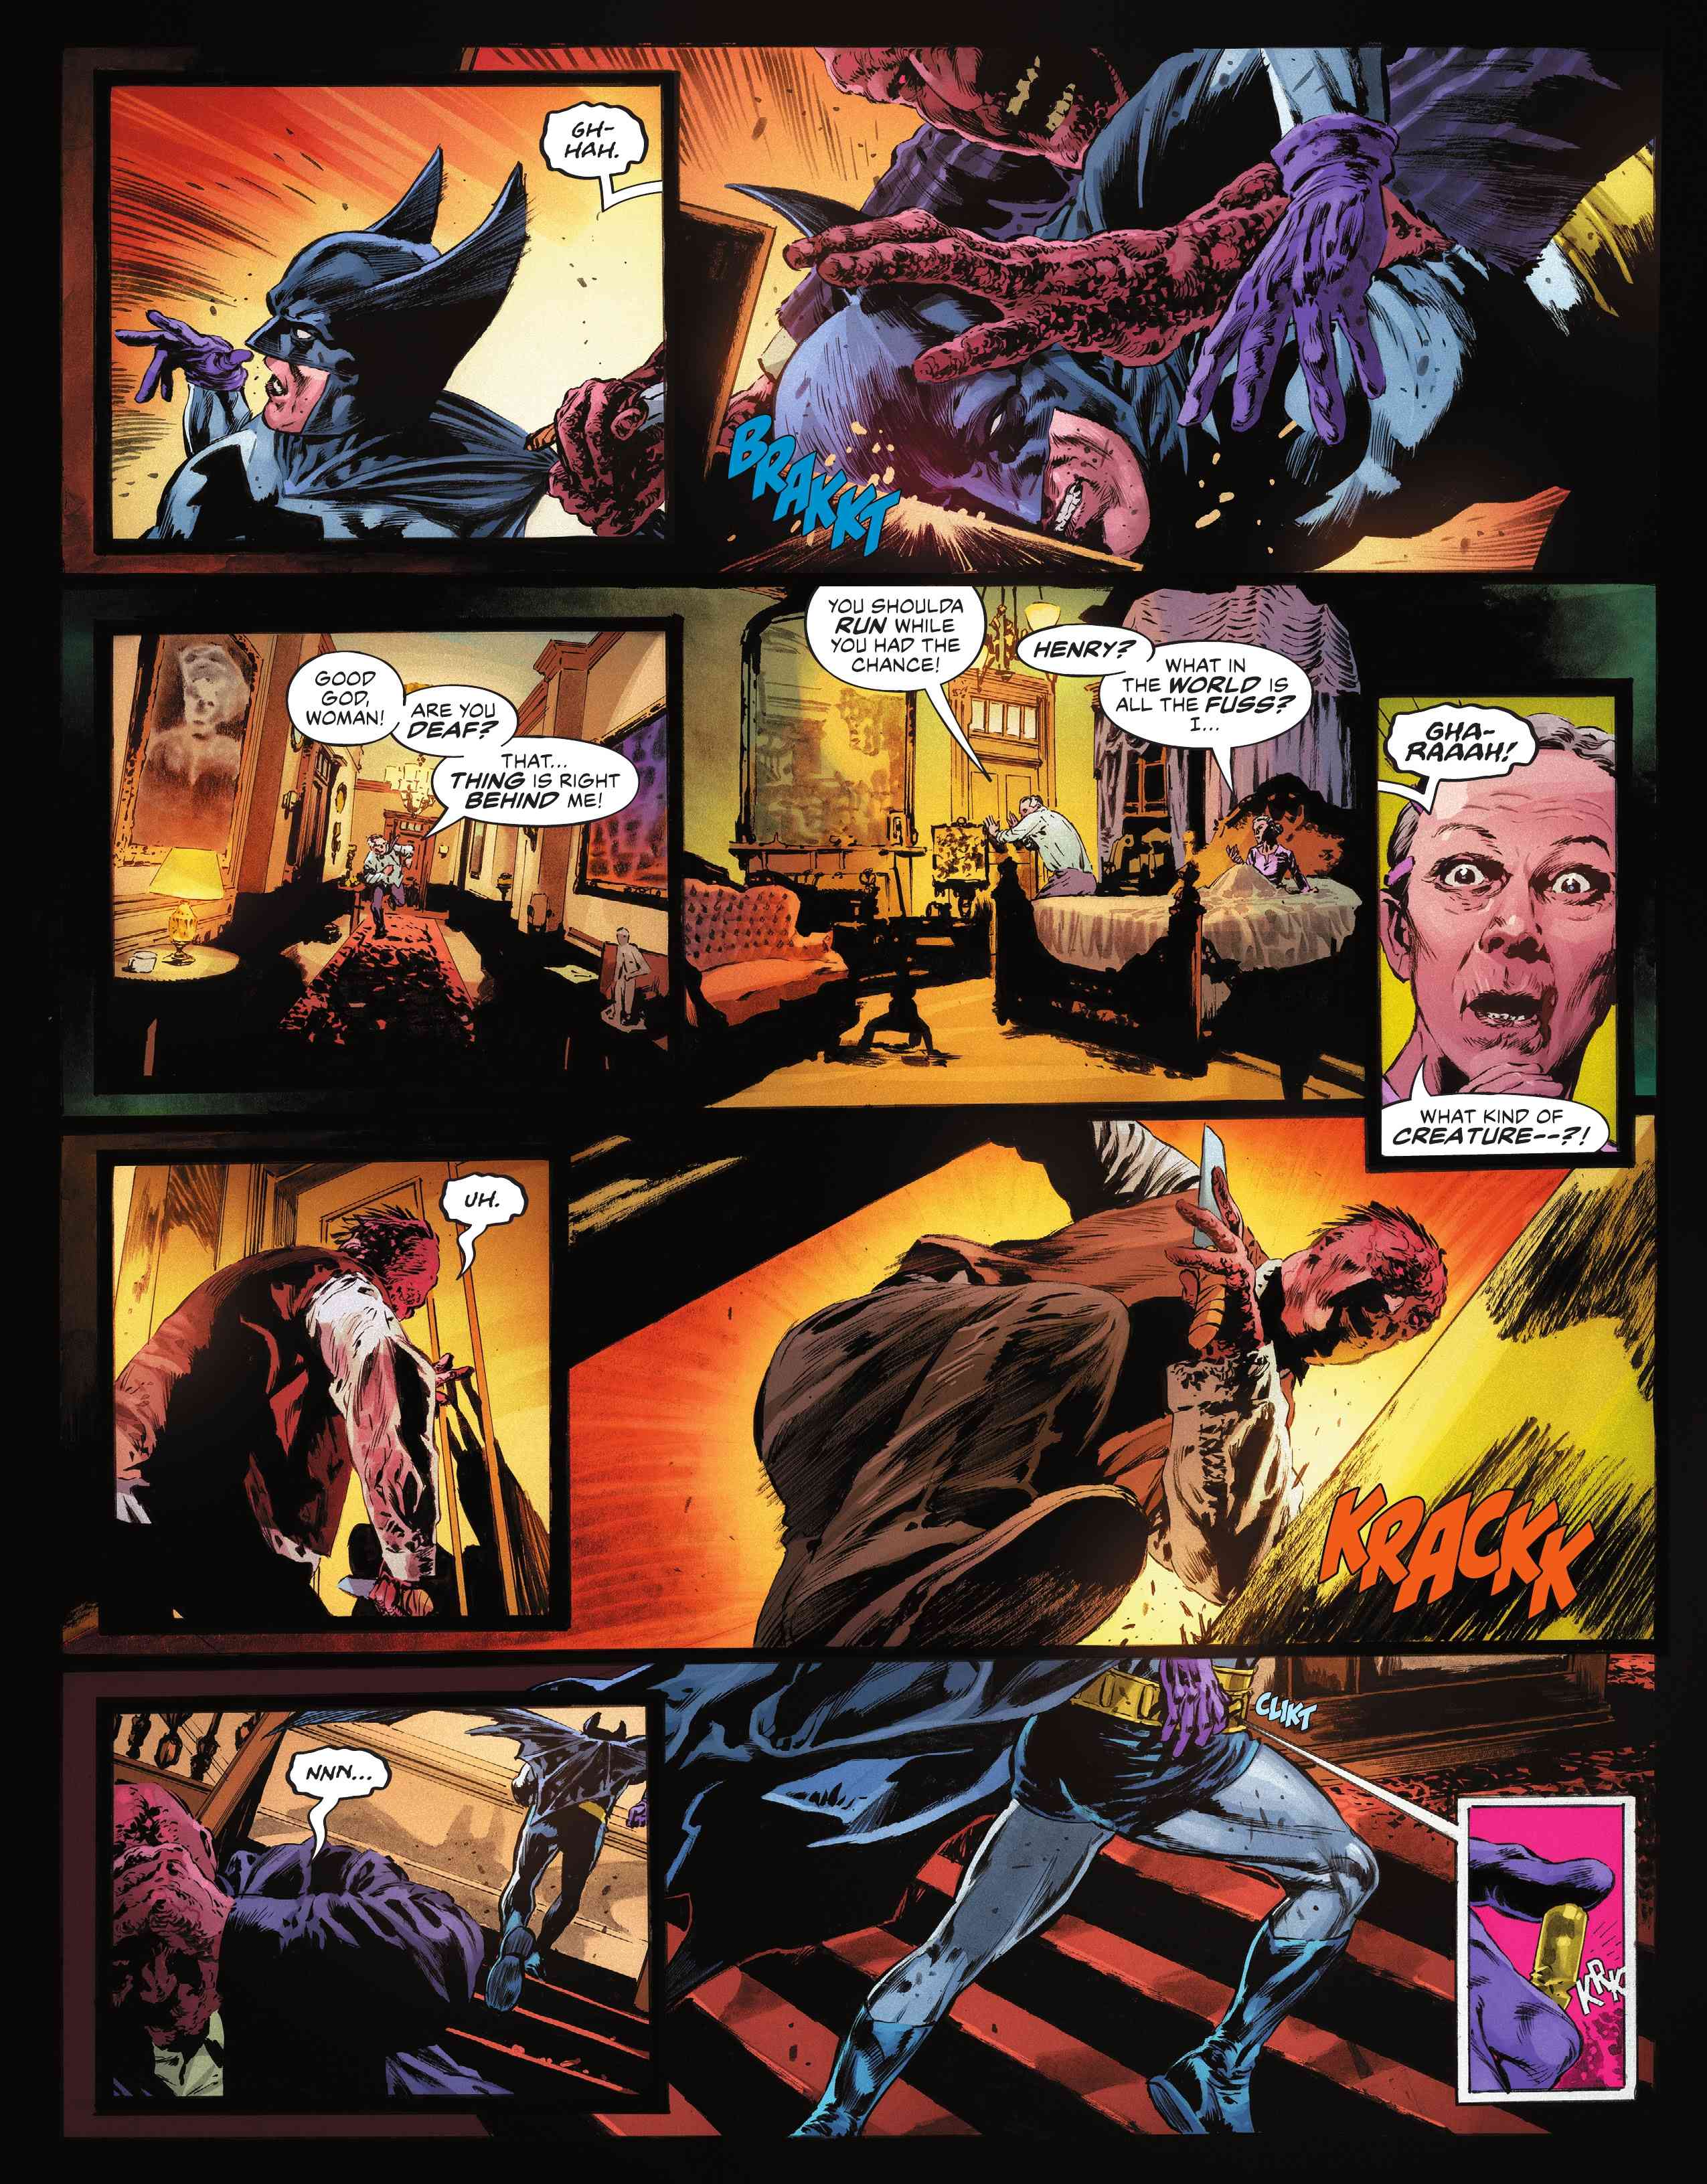 GH-
HAH.
BRAKKT
GOOD
GOD,
WOMAN!
ARE YOU
DEAF?
THAT...
THING IS RIGHT
BEHIND ME!
YOU SHOULDA
RUN WHILE
YOU HAD THE
CHANCE!
HENRY?
WHAT IN
THE WORLD IS
ALL THE FUSS?
I...
GHA-
RAAAH!
WHAT KIND OF
CREATURE--?!
UH.
KRACKK
NNN...
CLIKT
KRK